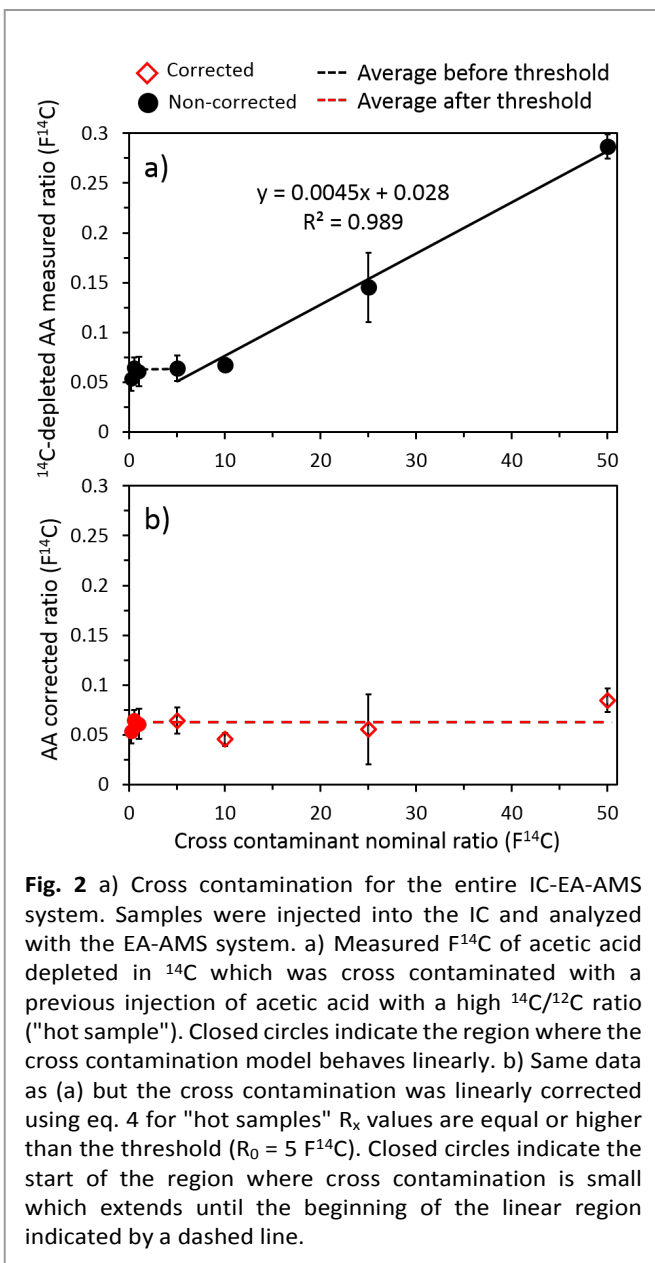 Corrected --- Average before threshold
Non-corrected --- Average after threshold
¹⁴C-depleted AA measured ratio (F¹⁴C)
0.3
0.25
0.2
0.15
0.1
0.05
0
a)
y = 0.0045x + 0.028
R² = 0.989
0 10 20 30 40 50
AA corrected ratio (F¹⁴C)
0.3
0.25
0.2
0.15
0.1
0.05
0
b)
0 10 20 30 40 50
Cross contaminant nominal ratio (F¹⁴C)
Fig. 2 a) Cross contamination for the entire IC-EA-AMS
system. Samples were injected into the IC and analyzed
with the EA-AMS system. a) Measured F¹⁴C of acetic acid
depleted in ¹⁴C which was cross contaminated with a
previous injection of acetic acid with a high ¹⁴C/¹²C ratio
("hot sample"). Closed circles indicate the region where the
cross contamination model behaves linearly. b) Same data
as (a) but the cross contamination was linearly corrected
using eq. 4 for "hot samples" Rₓ values are equal or higher
than the threshold (R₀ = 5 F¹⁴C). Closed circles indicate the
start of the region where cross contamination is small
which extends until the beginning of the linear region
indicated by a dashed line.